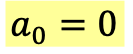 a₀ = 0